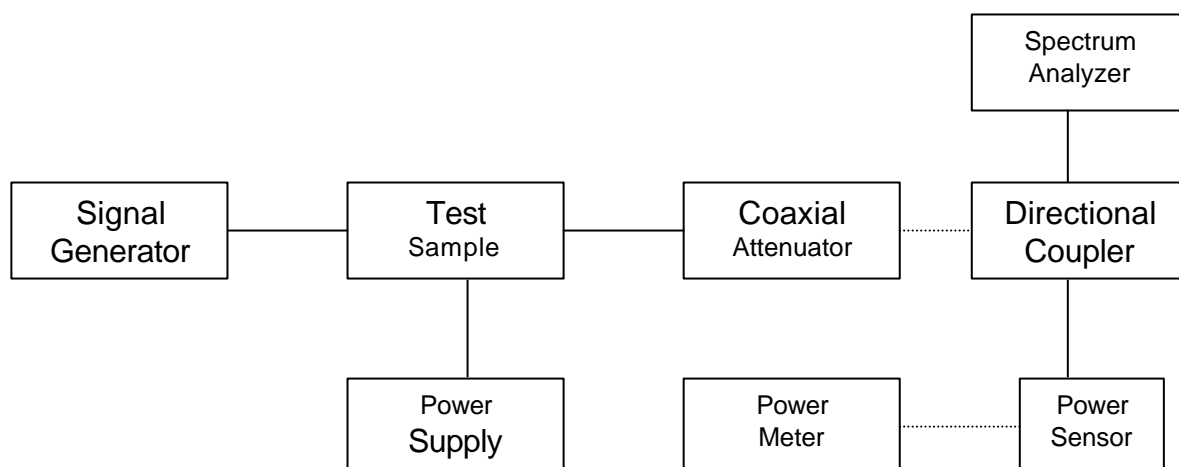 Spectrum
Analyzer
Signal
Generator
Test
Sample
Coaxial
Attenuator
Directional
Coupler
Power
Supply
Power
Meter
Power
Sensor